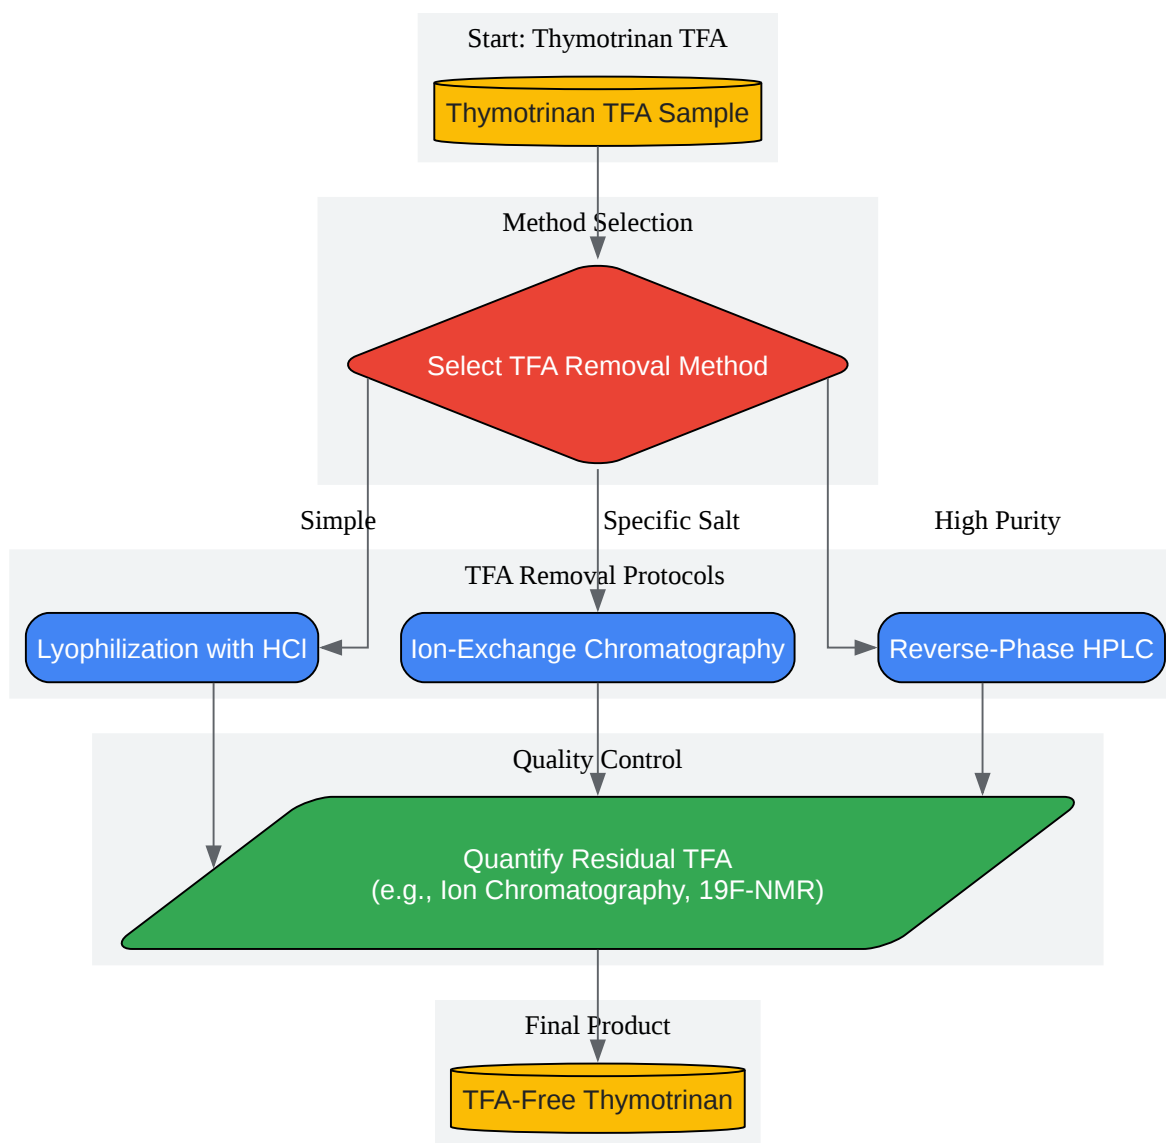 Start: Thymotrinan TFA
Thymotrinan TFA Sample
Method Selection
Select TFA Removal Method
Simple
Specific Salt
High Purity
TFA Removal Protocols
Lyophilization with HCl
Ion-Exchange Chromatography
Reverse-Phase HPLC
Quality Control
Quantify Residual TFA
(e.g., Ion Chromatography, 19F-NMR)
Final Product
TFA-Free Thymotrinan